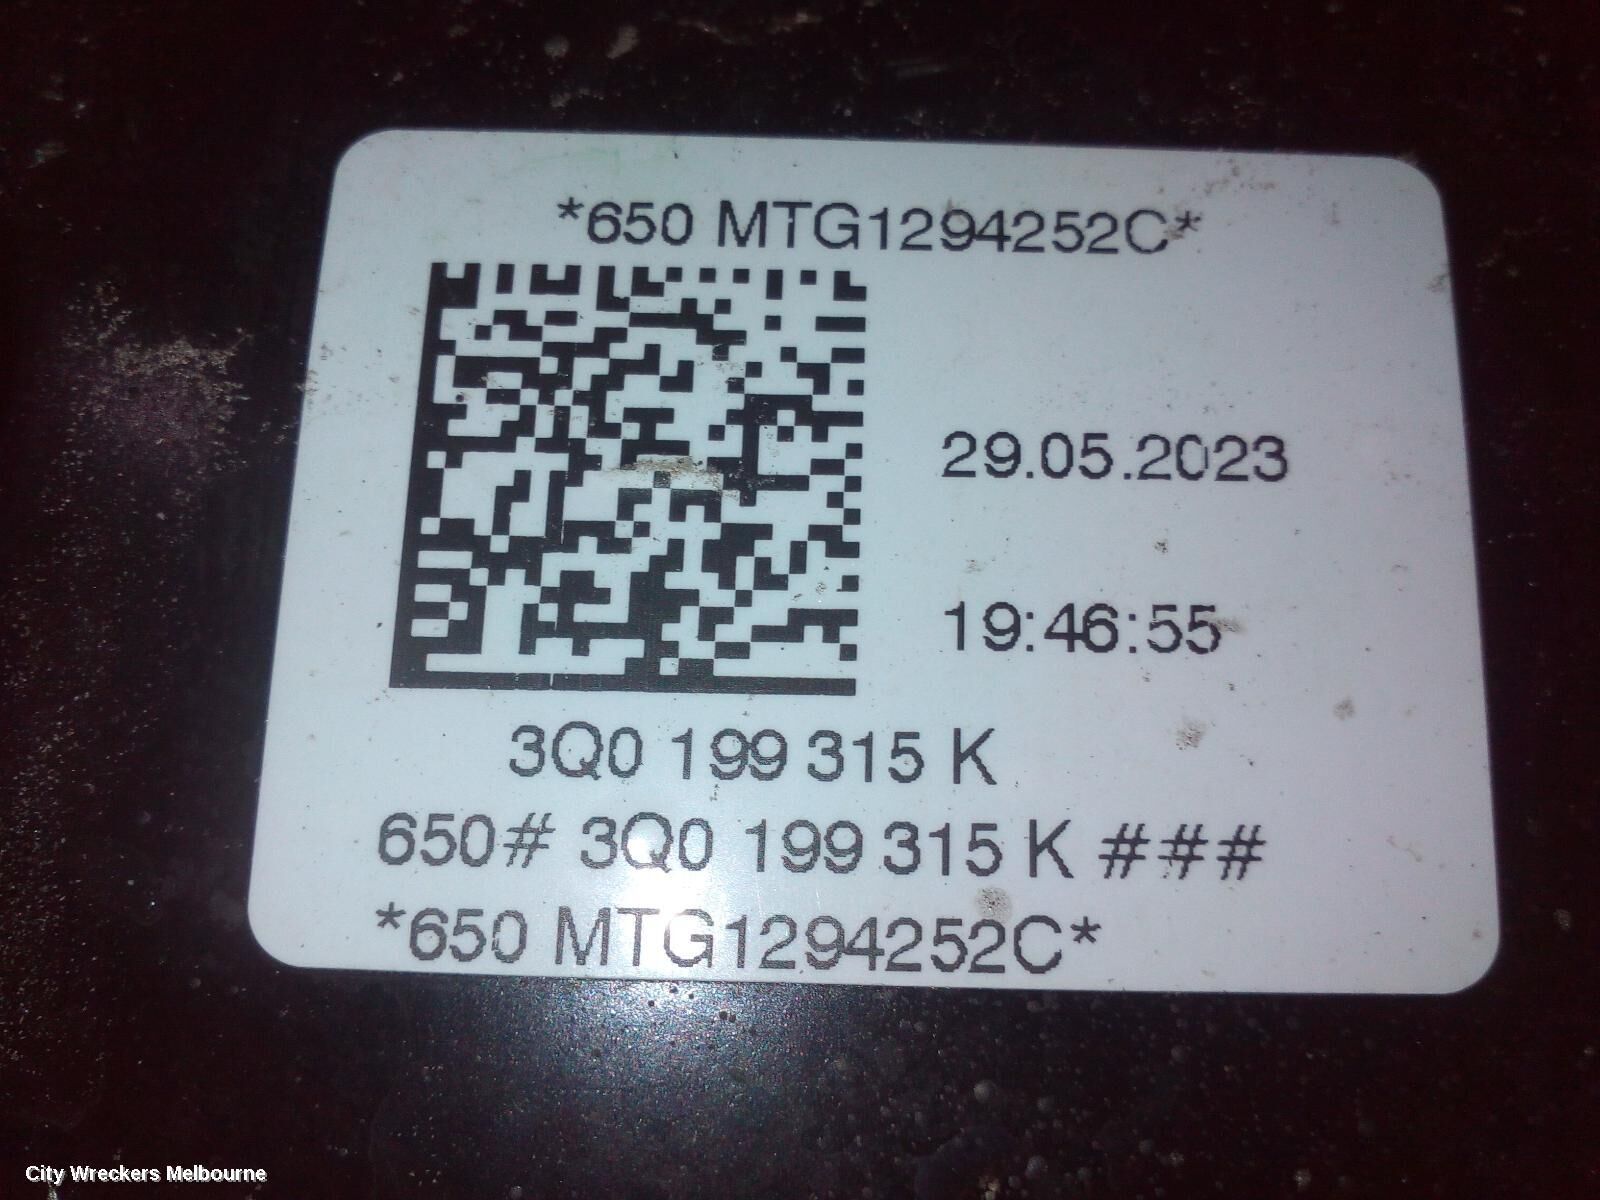 *650 MTG1294252C*
29.05.2023
19:46:55
3Q0 199 315 K
650# 3Q0 199 315 K ###
*650 MTG1294252C*
City Wreckers Melbourne